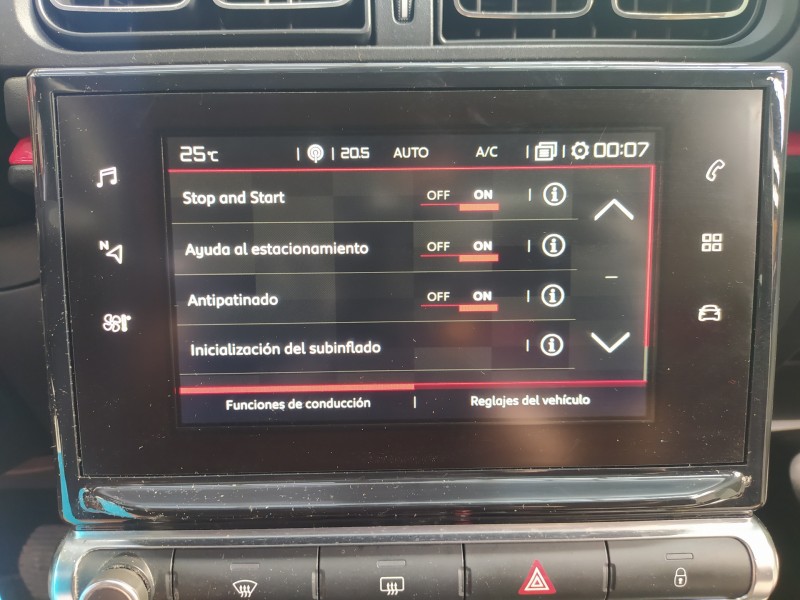 25°C | | 20.5 AUTO A/C | | 00:07
Stop and Start OFF ON | i
N
Ayuda al estacionamiento OFF ON | i
Antipatinado OFF ON | i
Inicialización del subinflado | i
Funciones de conducción | Reglajes del vehículo